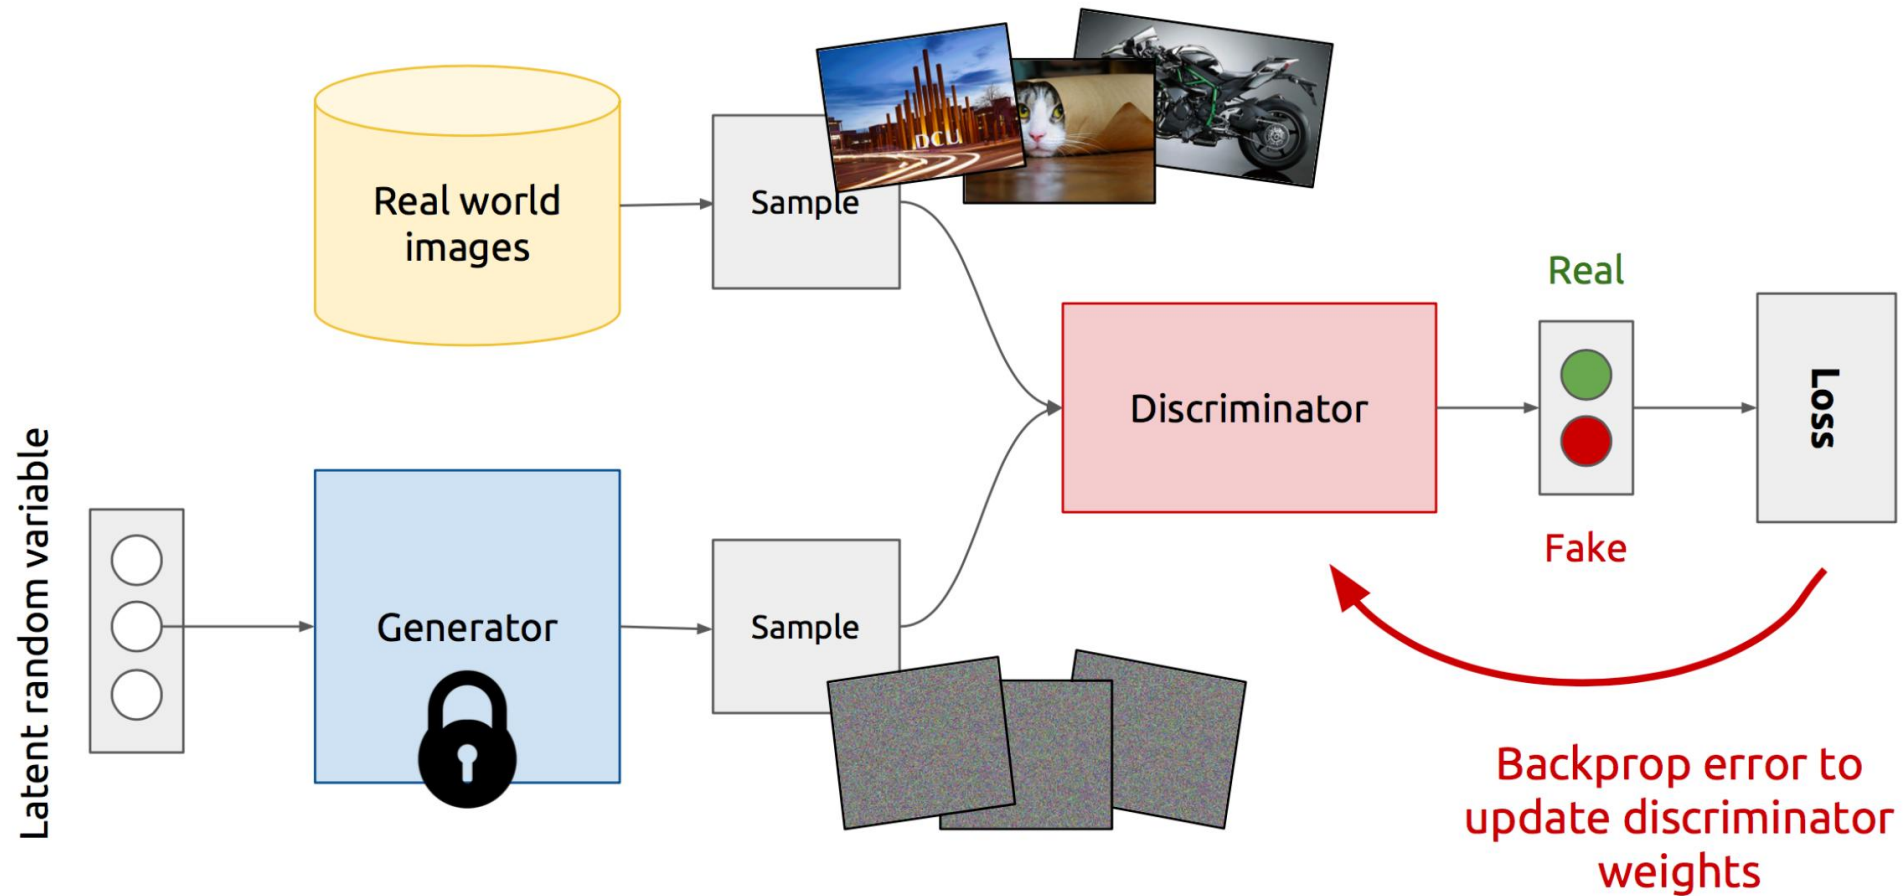 Real world
images
Sample
DCU
Real
Discriminator
Loss
Fake
Latent random variable
Generator
Sample
Backprop error to
update discriminator
weights